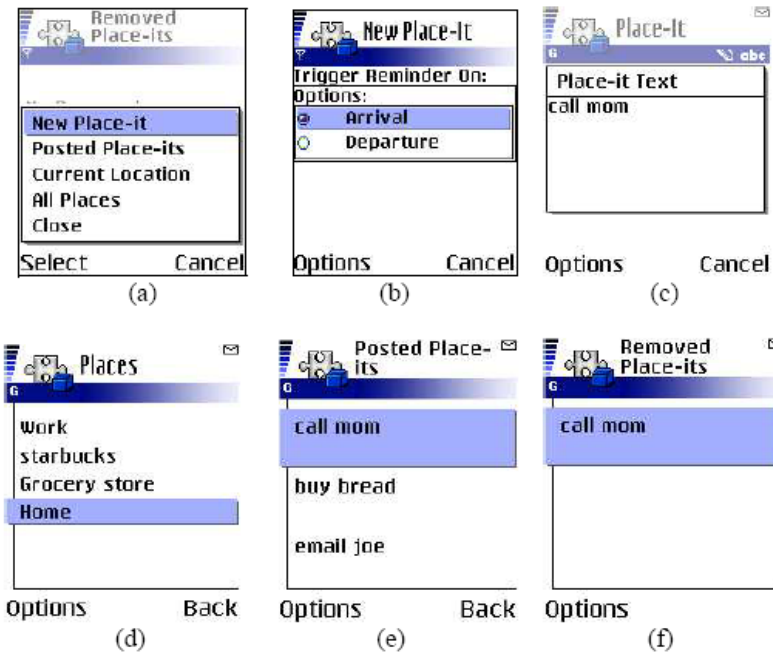 Removed
Place-its
New Place-it
Posted Place-its
Current Location
All Places
Close
Select Cancel
(a)
New Place-It
Trigger Reminder On:
Options:
Arrival
Departure
Options Cancel
(b)
Place-It
G abc
Place-it Text
call mom
Options Cancel
(c)
Places
G
Work
starbucks
Grocery store
Home
Options Back
(d)
Posted Place-
its
G
call mom
buy bread
email joe
Options Back
(e)
Removed
Place-its
G
call mom
Options
(f)